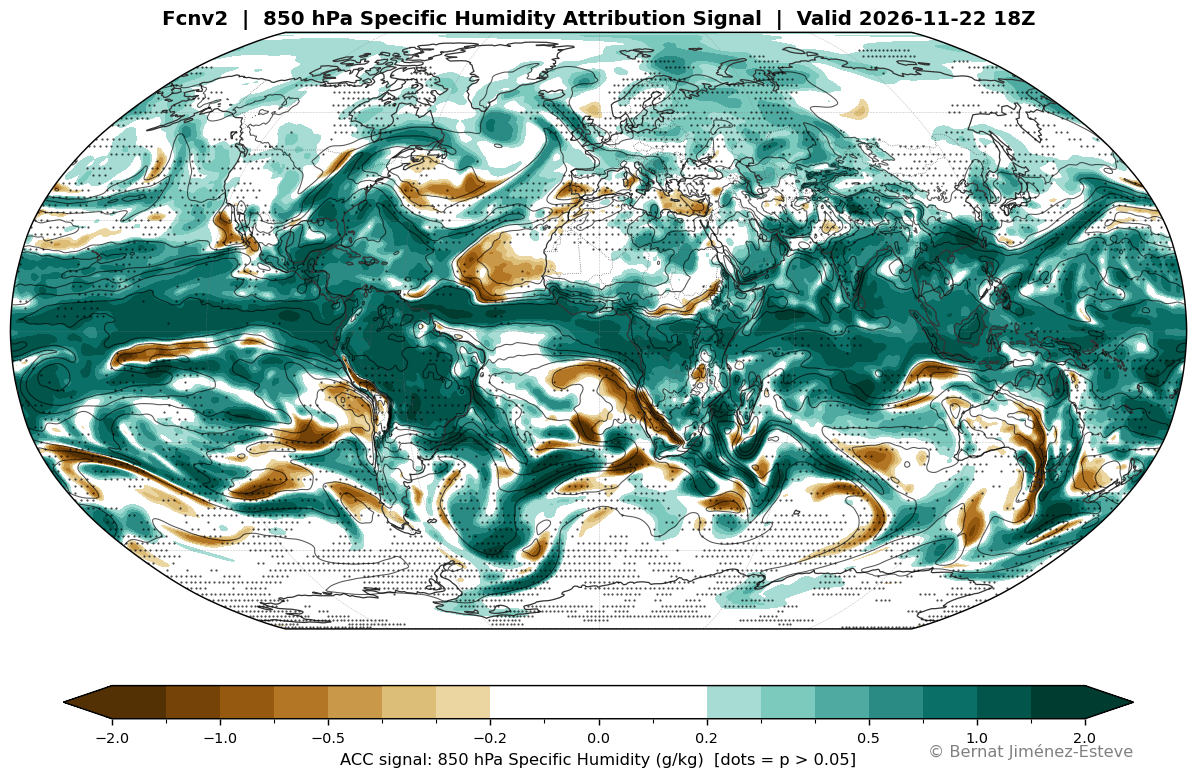 Fcnv2 | 850 hPa Specific Humidity Attribution Signal | Valid 2026-11-22 18Z
−2.0 −1.0 −0.5 −0.2 0.0 0.2 0.5 1.0 2.0
ACC signal: 850 hPa Specific Humidity (g/kg) [dots = p > 0.05]
© Bernat Jiménez-Esteve